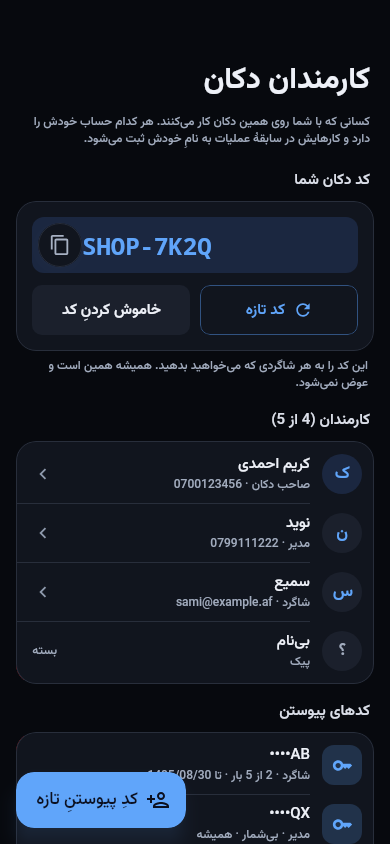 کارمندان دکان
کسانی که با شما روی همین دکان کار می‌کنند. هر کدام حساب خودش را
دارد و کارهایش در سابقهٔ عملیات به نامِ خودش ثبت می‌شود.
کد دکان شما
SHOP-7K2Q
کد تازه
خاموش کردنِ کد
این کد را به هر شاگردی که می‌خواهید بدهید. همیشه همین است و
عوض نمی‌شود.
کارمندان (4 از 5)
ک
کریم احمدی
صاحب دکان · 0700123456
ن
نوید
مدیر · 0799111222
س
سمیع
شاگرد · sami@example.af
؟
بی‌نام
پیک
بسته
کدهای پیوستن
••••AB
شاگرد · 2 از 5 بار · تا 1485/08/30
••••QX
مدیر · بی‌شمار · همیشه
کدِ پیوستنِ تازه